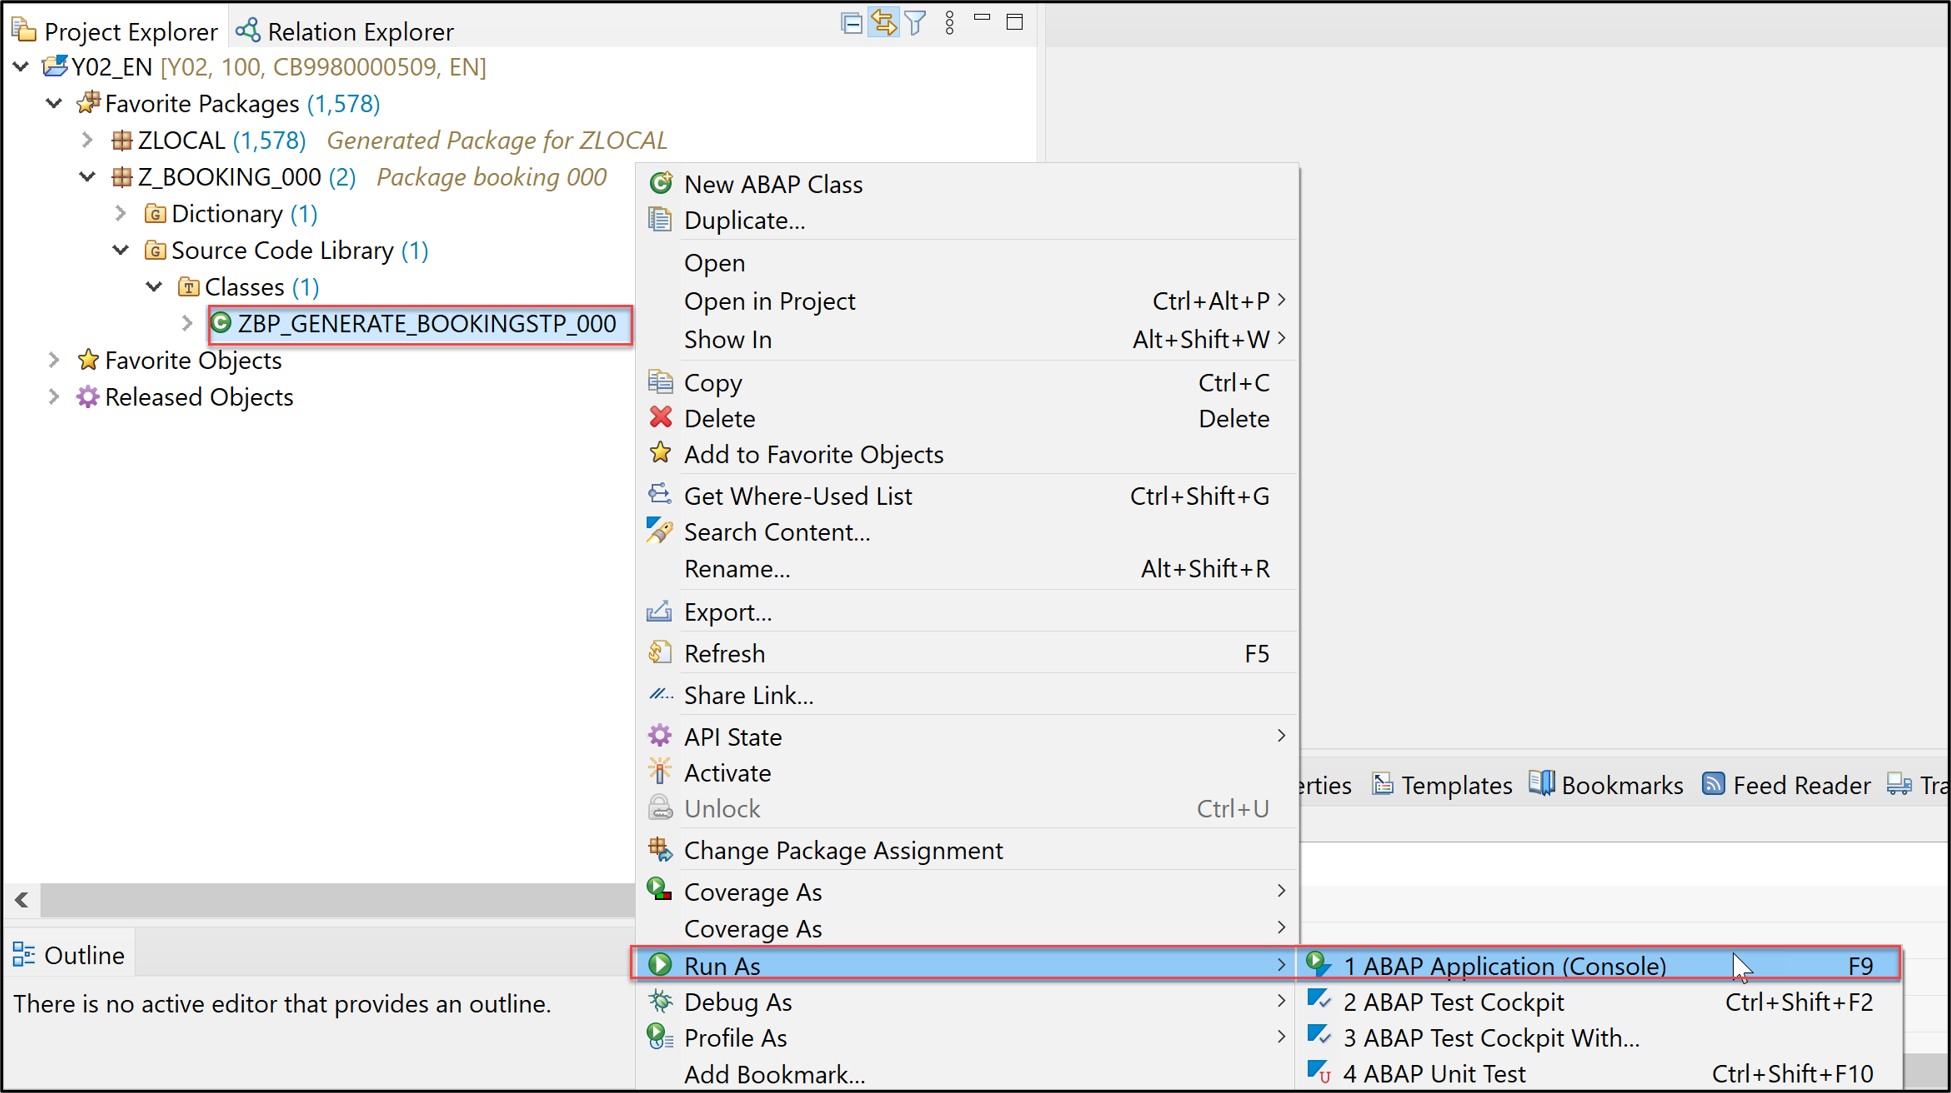 Project Explorer
Relation Explorer
Y02_EN [Y02, 100, CB9980000509, EN]
Favorite Packages (1,578)
ZLOCAL (1,578) Generated Package for ZLOCAL
Z_BOOKING_000 (2) Package booking 000
Dictionary (1)
Source Code Library (1)
Classes (1)
ZBP_GENERATE_BOOKINGSTP_000
Favorite Objects
Released Objects
New ABAP Class
Duplicate...
Open
Open in Project Ctrl+Alt+P
Show In Alt+Shift+W
Copy Ctrl+C
Delete Delete
Add to Favorite Objects
Get Where-Used List Ctrl+Shift+G
Search Content...
Rename... Alt+Shift+R
Export...
Refresh F5
Share Link...
API State
Activate
Unlock Ctrl+U
Change Package Assignment
Coverage As
Coverage As
Run As
Debug As
Profile As
Add Bookmark...
1 ABAP Application (Console) F9
2 ABAP Test Cockpit Ctrl+Shift+F2
3 ABAP Test Cockpit With...
4 ABAP Unit Test Ctrl+Shift+F10
erties
Templates
Bookmarks
Feed Reader
Tra
Outline
There is no active editor that provides an outline.